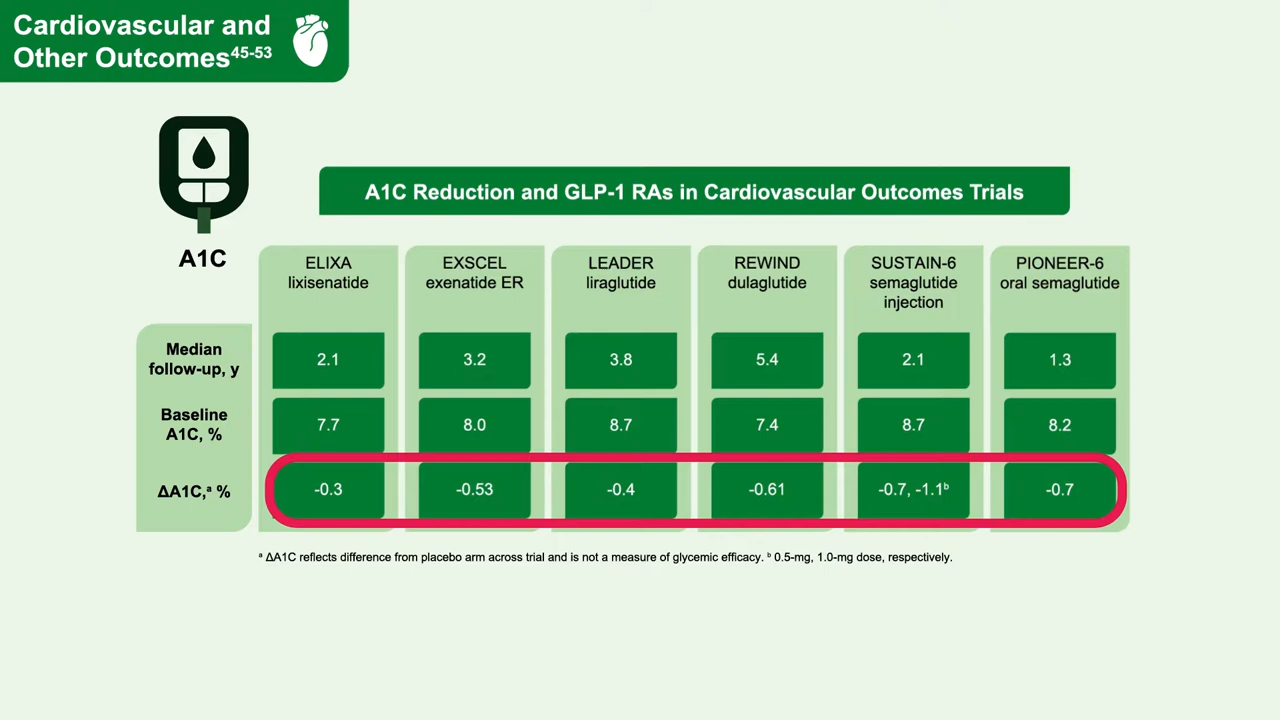 Cardiovascular and
Other Outcomes45-53
A1C
A1C Reduction and GLP-1 RAs in Cardiovascular Outcomes Trials
ELIXA
lixisenatide
EXSCEL
exenatide ER
LEADER
liraglutide
REWIND
dulaglutide
SUSTAIN-6
semaglutide
injection
PIONEER-6
oral semaglutide
Median
follow-up, y
2.1
3.2
3.8
5.4
2.1
1.3
Baseline
A1C, %
7.7
8.0
8.7
7.4
8.7
8.2
ΔA1C,ª %
-0.3
-0.53
-0.4
-0.61
-0.7, -1.1ᵇ
-0.7
ª ΔA1C reflects difference from placebo arm across trial and is not a measure of glycemic efficacy. ᵇ 0.5-mg, 1.0-mg dose, respectively.